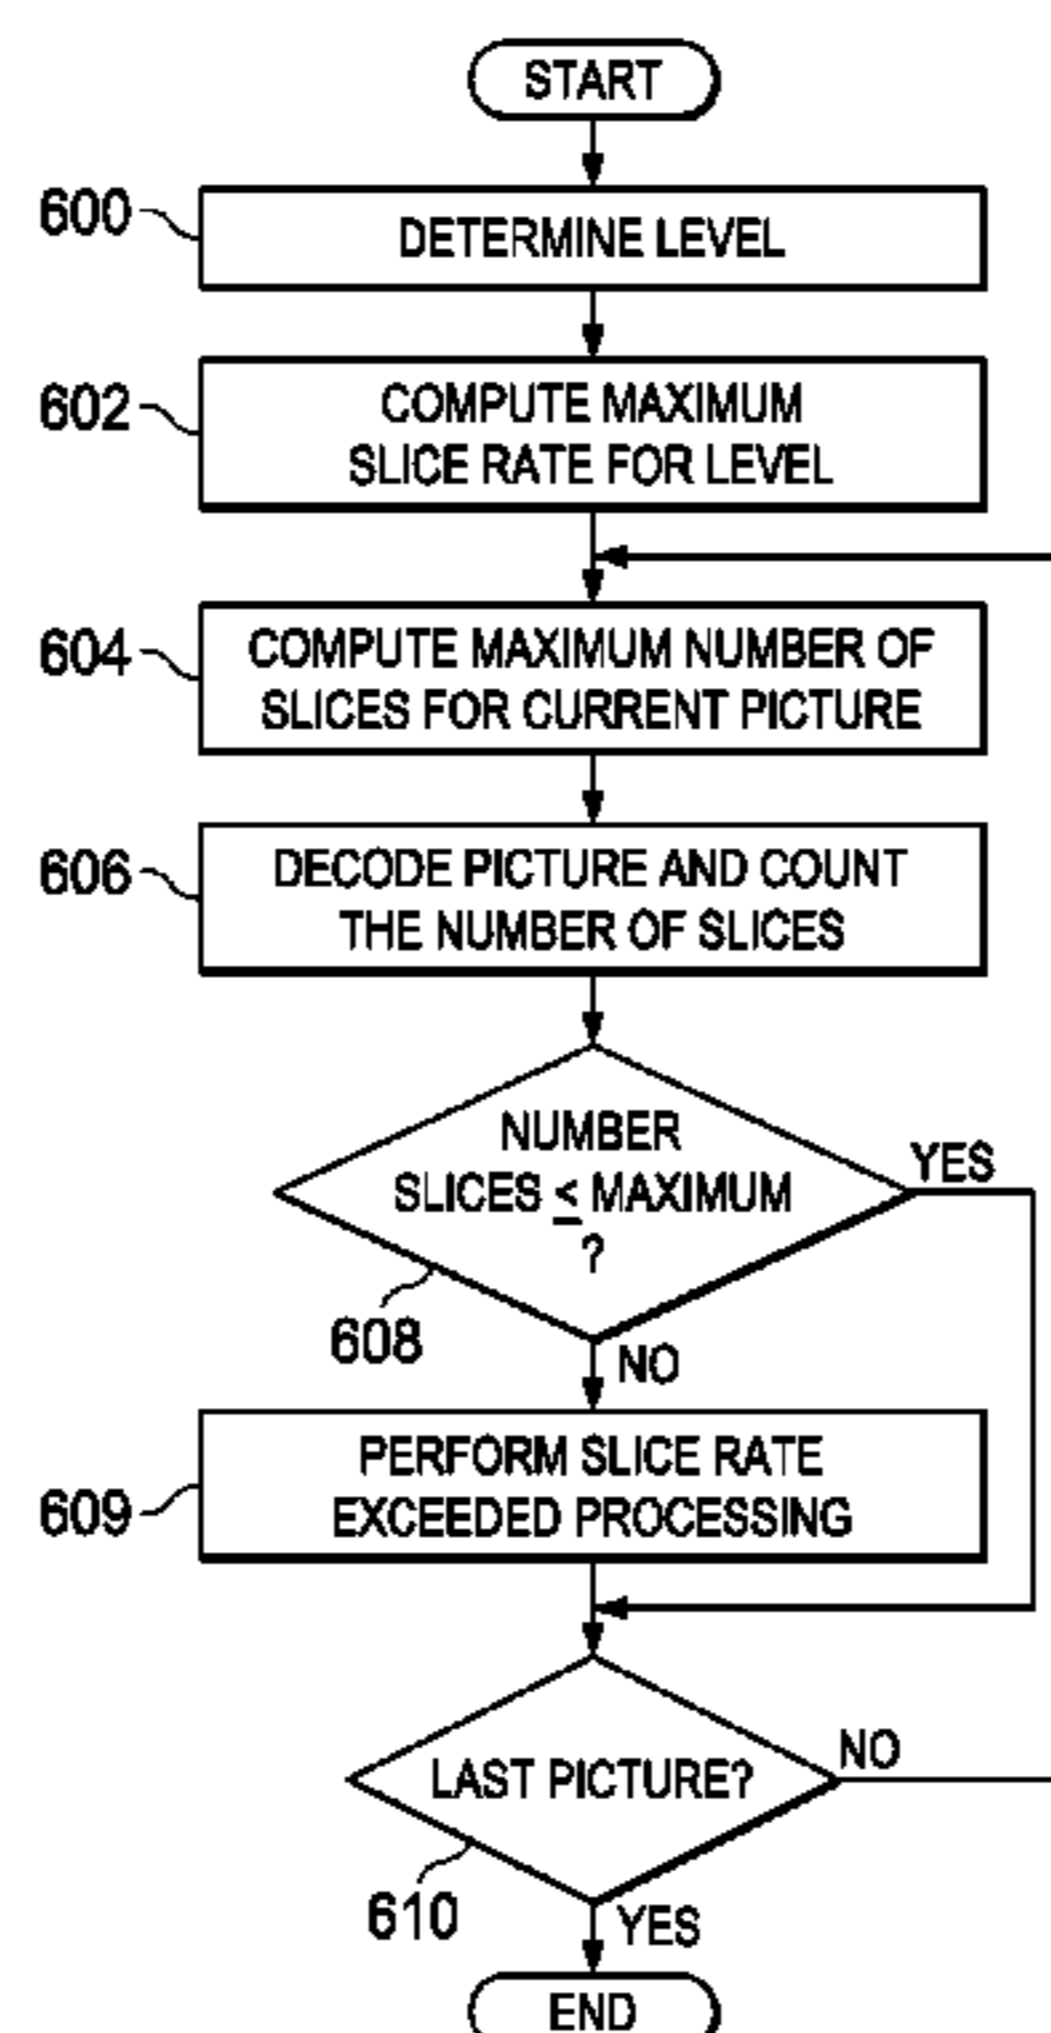 START
600
DETERMINE LEVEL
602
COMPUTE MAXIMUM
SLICE RATE FOR LEVEL
604
COMPUTE MAXIMUM NUMBER OF
SLICES FOR CURRENT PICTURE
606
DECODE PICTURE AND COUNT
THE NUMBER OF SLICES
NUMBER
SLICES ≤ MAXIMUM
?
YES
608
NO
609
PERFORM SLICE RATE
EXCEEDED PROCESSING
LAST PICTURE?
NO
610
YES
END